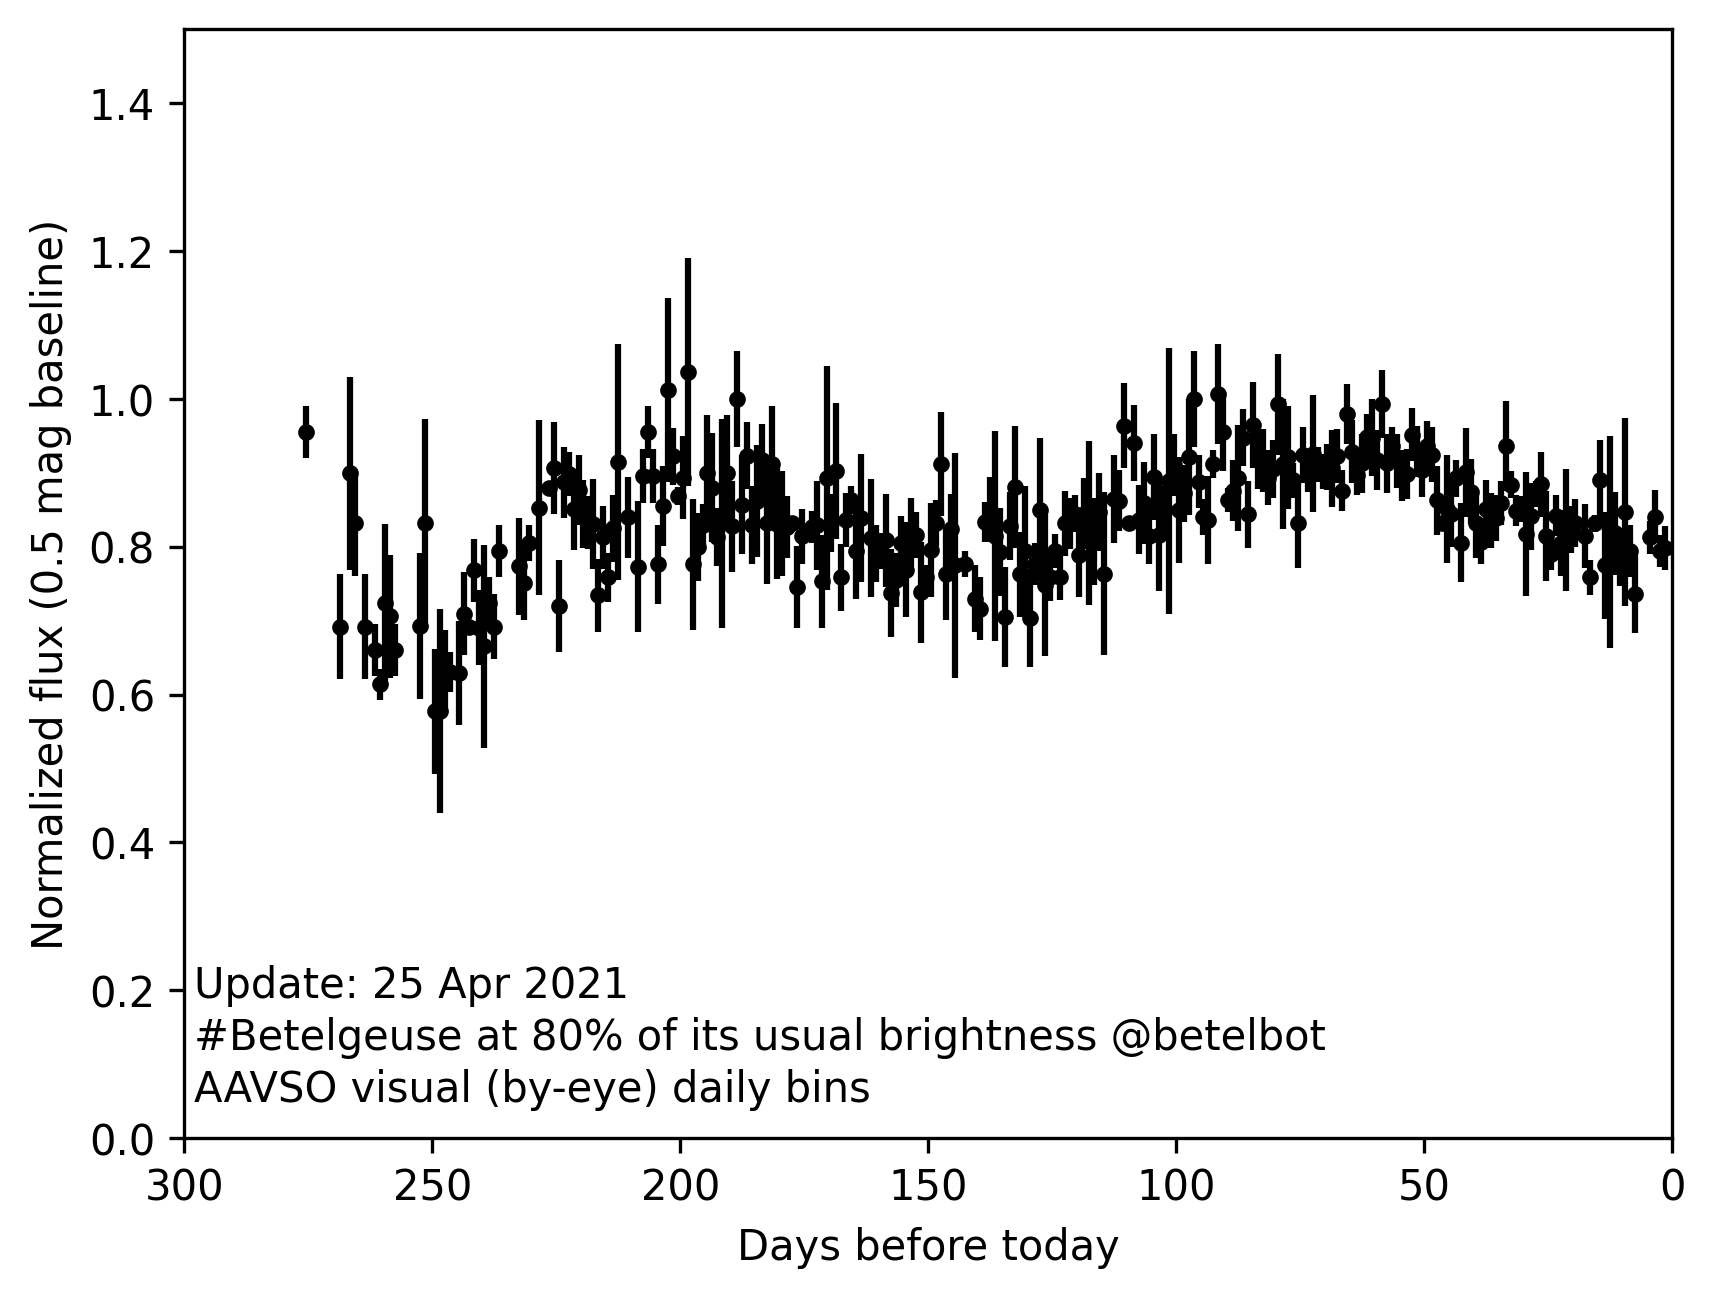 1.4
1.2
1.0
0.8
0.6
0.4
0.2
0.0
Normalized flux (0.5 mag baseline)
Update: 25 Apr 2021
#Betelgeuse at 80% of its usual brightness @betelbot
AAVSO visual (by-eye) daily bins
300 250 200 150 100 50 0
Days before today